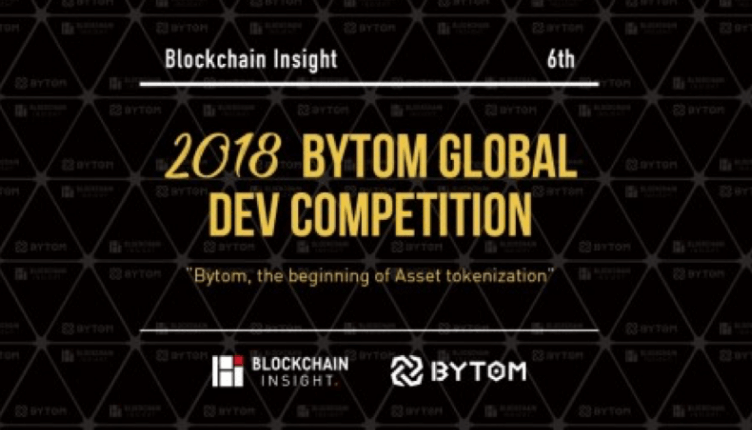 Blockchain Insight 6th
2018 BYTOM GLOBAL
DEV COMPETITION
"Bytom, the beginning of Asset tokenization"
BLOCKCHAIN
INSIGHT.
BYTOM